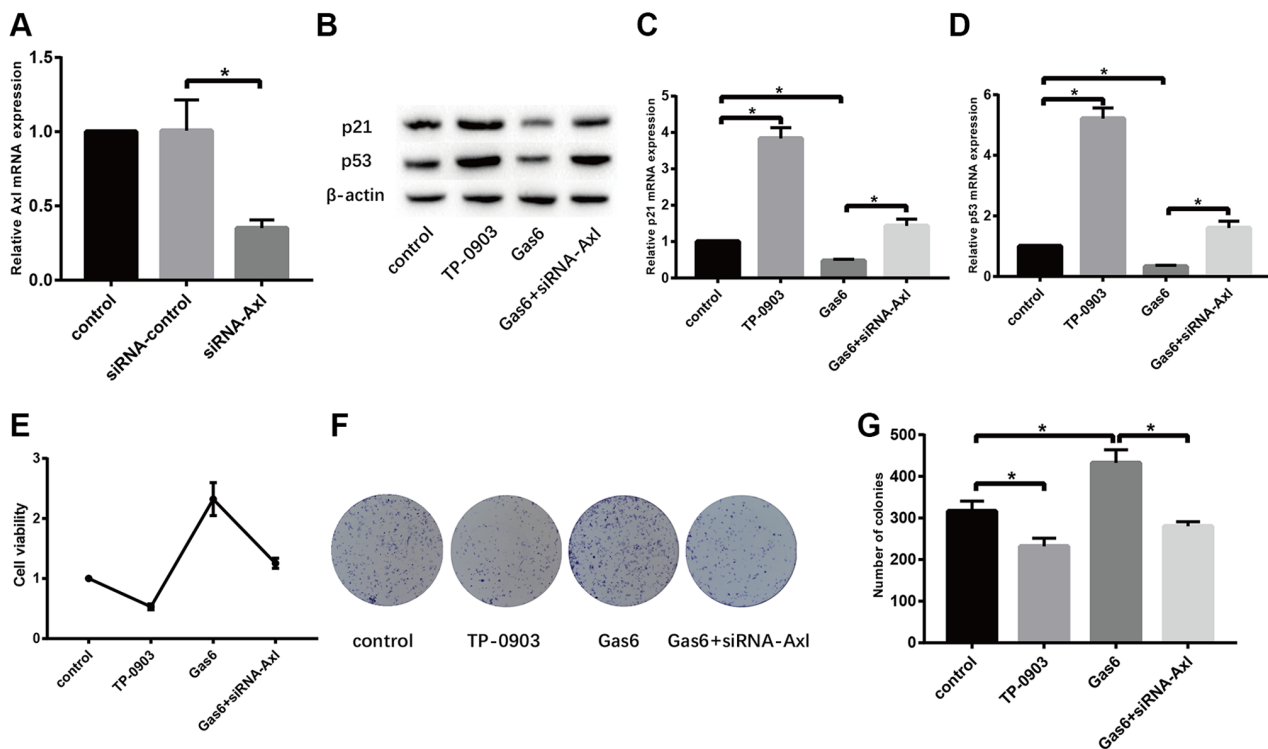 A
Relative Axl mRNA expression
1.5
1.0
0.5
0.0
*
control
siRNA-control
siRNA-Axl
B
p21
p53
β-actin
control
TP-0903
Gas6
Gas6+siRNA-Axl
C
Relative p21 mRNA expression
5
4
3
2
1
0
*
*
*
control
TP-0903
Gas6
Gas6+siRNA-Axl
D
Relative p53 mRNA expression
6
4
2
0
*
*
*
control
TP-0903
Gas6
Gas6+siRNA-Axl
E
Cell viability
3
2
1
0
control
TP-0903
Gas6
Gas6+siRNA-Axl
F
control
TP-0903
Gas6
Gas6+siRNA-Axl
G
Number of colonies
500
400
300
200
100
0
*
*
*
control
TP-0903
Gas6
Gas6+siRNA-Axl